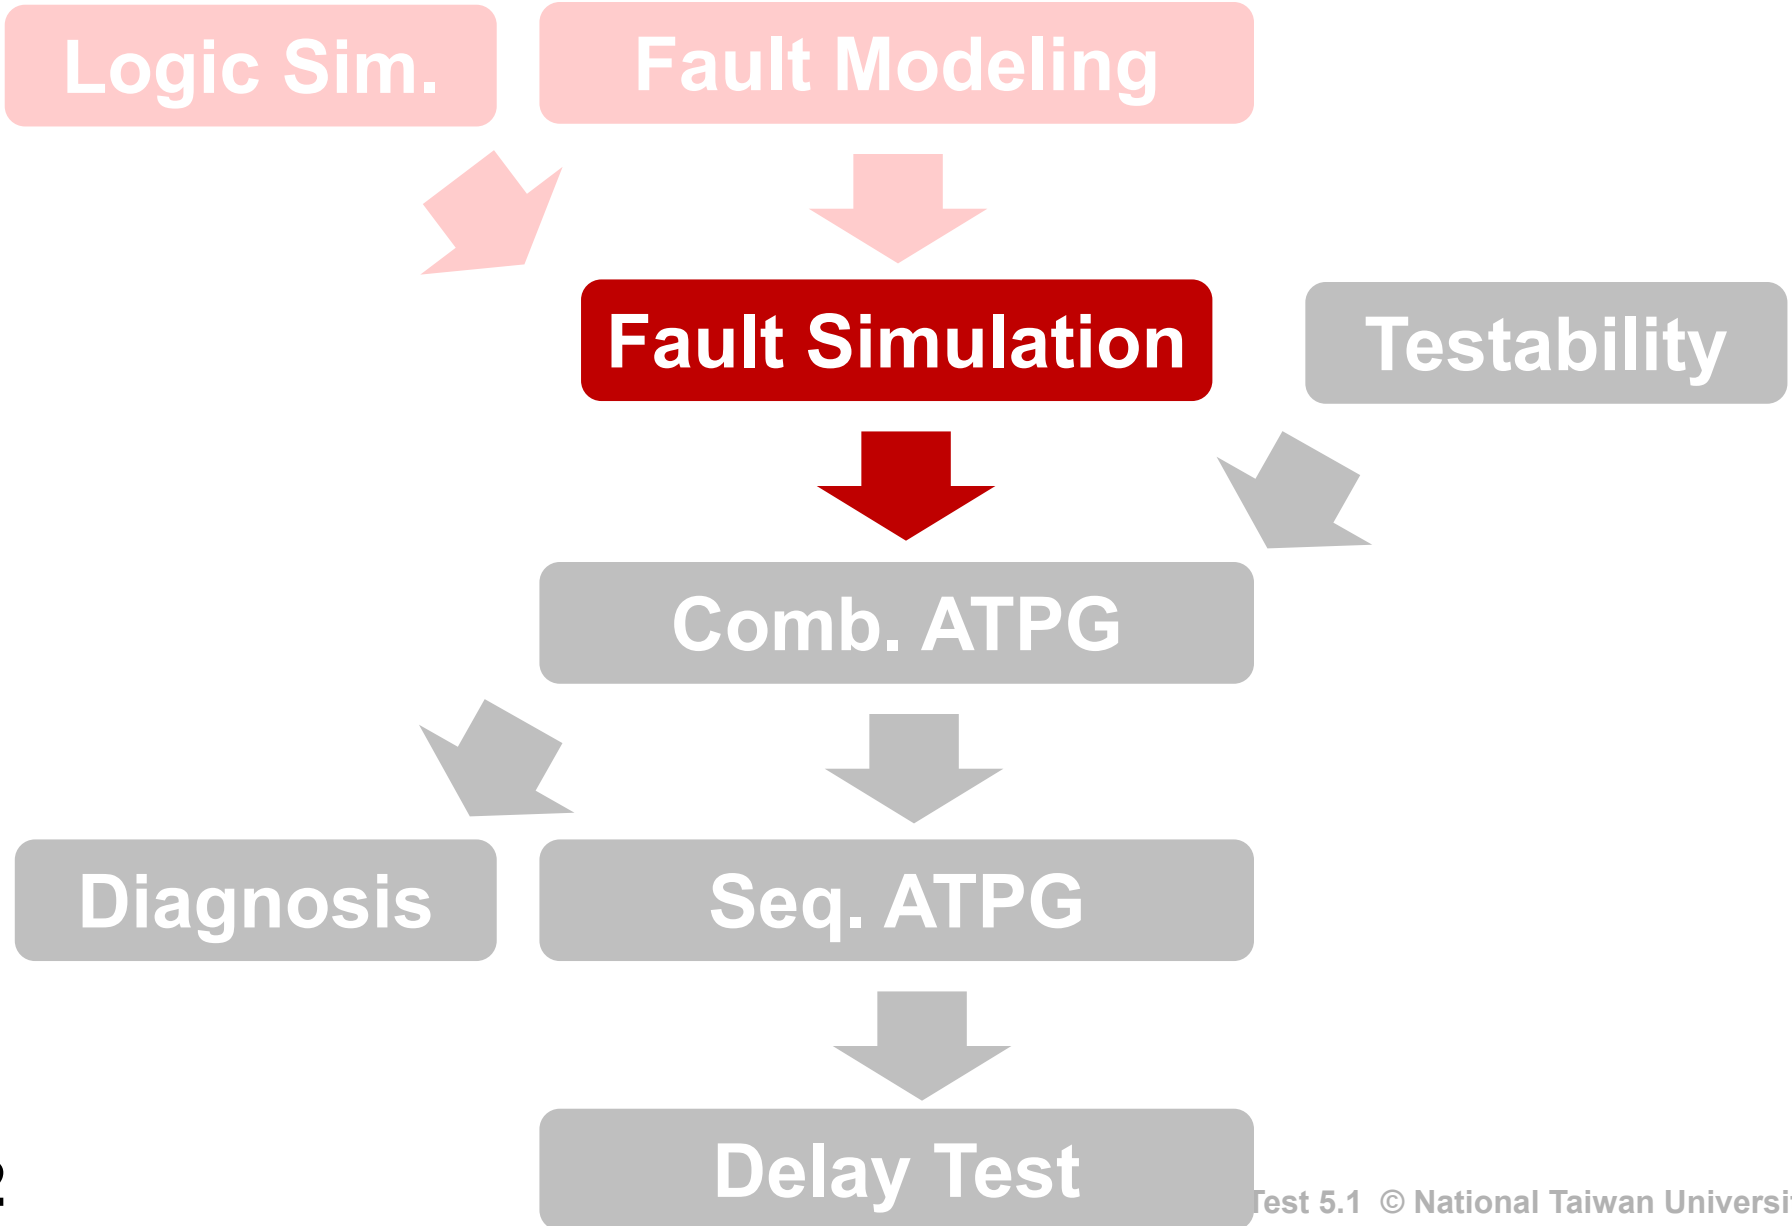 Logic Sim.
Fault Modeling
Fault Simulation
Testability
Comb. ATPG
Diagnosis
Seq. ATPG
Delay Test
Test 5.1 © National Taiwan